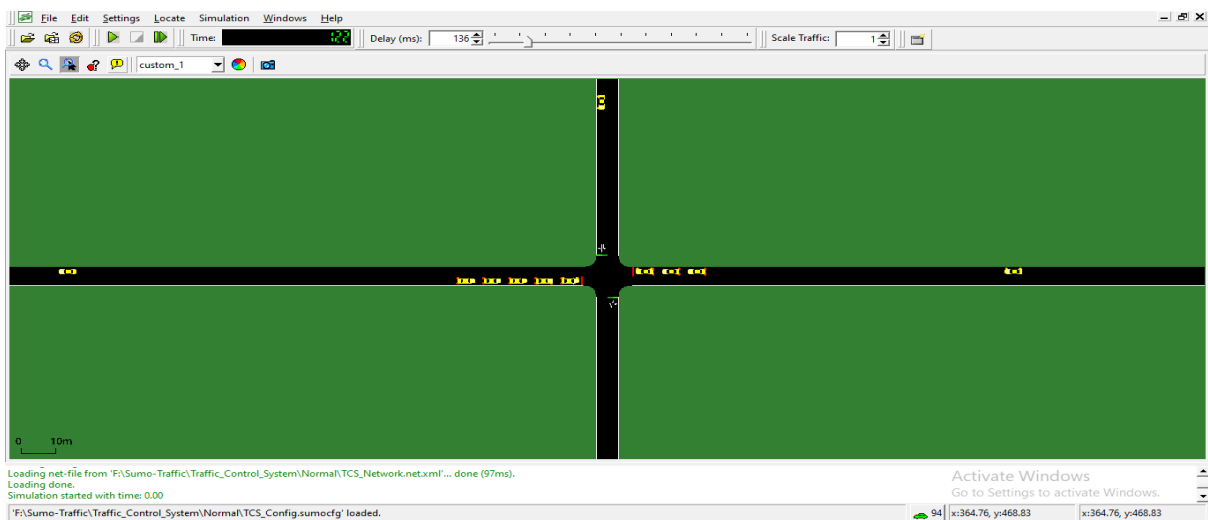 File Edit Settings Locate Simulation Windows Help
Time: 122 Delay (ms): 136 Scale Traffic: 1
custom_1
0 10m
Loading net-file from 'F:\Sumo-Traffic\Traffic_Control_System\Normal\TCS_Network.net.xml'... done (97ms).
Loading done.
Simulation started with time: 0.00
Activate Windows
Go to Settings to activate Windows.
'F:\Sumo-Traffic\Traffic_Control_System\Normal\TCS_Config.sumocfg' loaded. 94 x:364.76, y:468.83 x:364.76, y:468.83